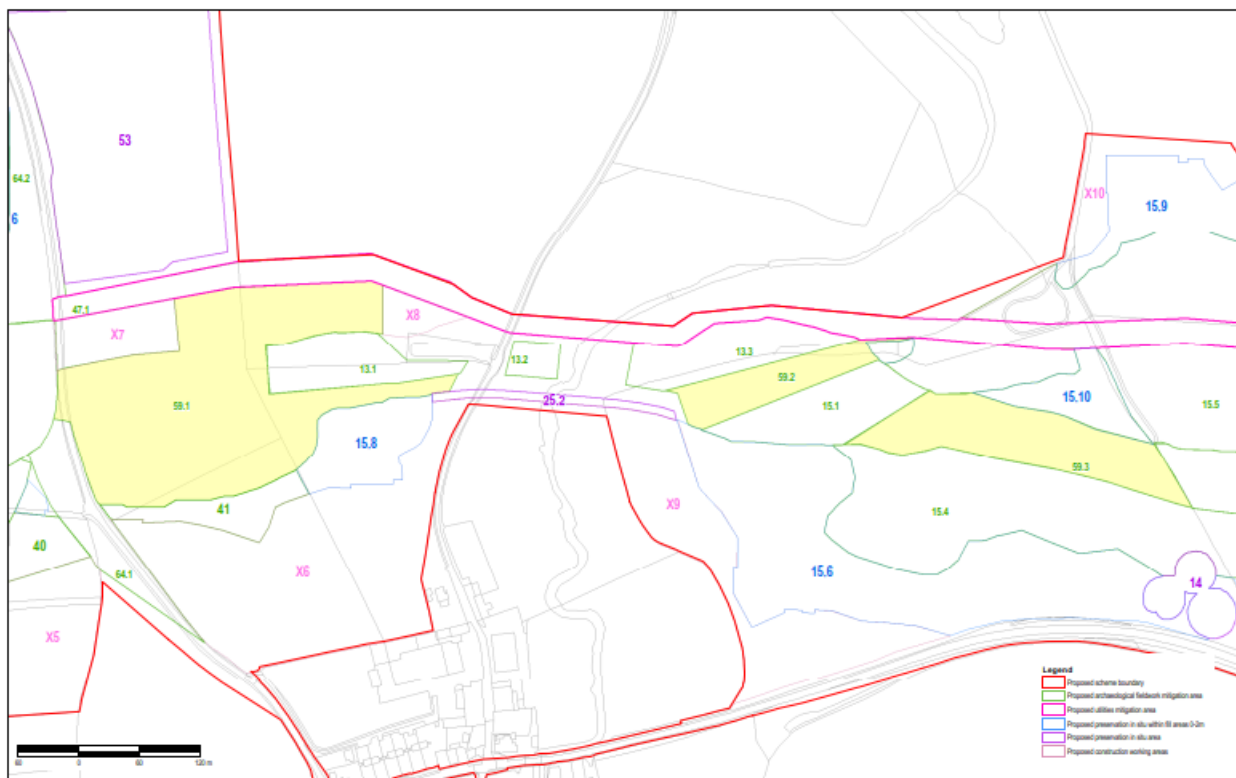 53
64.2
6
X10
15.9
47.1
X7
X8
13.1
13.2
13.3
59.2
59.1
25.2
15.1
15.10
15.5
15.8
59.3
41
X9
15.4
40
X6
15.6
64.1
14
X5
Legend
Proposed scheme boundary
Proposed archaeological fieldwork mitigation area
Proposed utilities mitigation area
Proposed preservation in situ within fill areas 0-2m
Proposed preservation in situ area
Proposed construction working areas
60 0 60 120 m